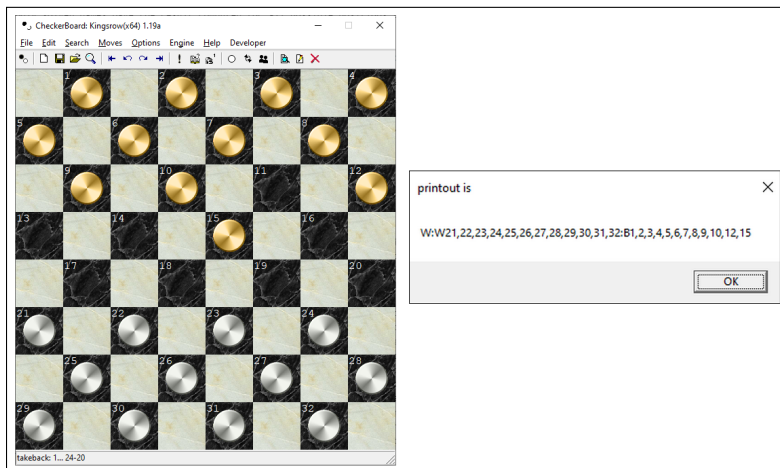 CheckerBoard: Kingsrow(x64) 1.19a
File Edit Search Moves Options Engine Help Developer
1 2 3 4
5 6 7 8
9 10 11 12
13 14 15 16
17 18 19 20
21 22 23 24
25 26 27 28
29 30 31 32
takeback: 1... 24-20
printout is
W:W21,22,23,24,25,26,27,28,29,30,31,32:B1,2,3,4,5,6,7,8,9,10,12,15
OK